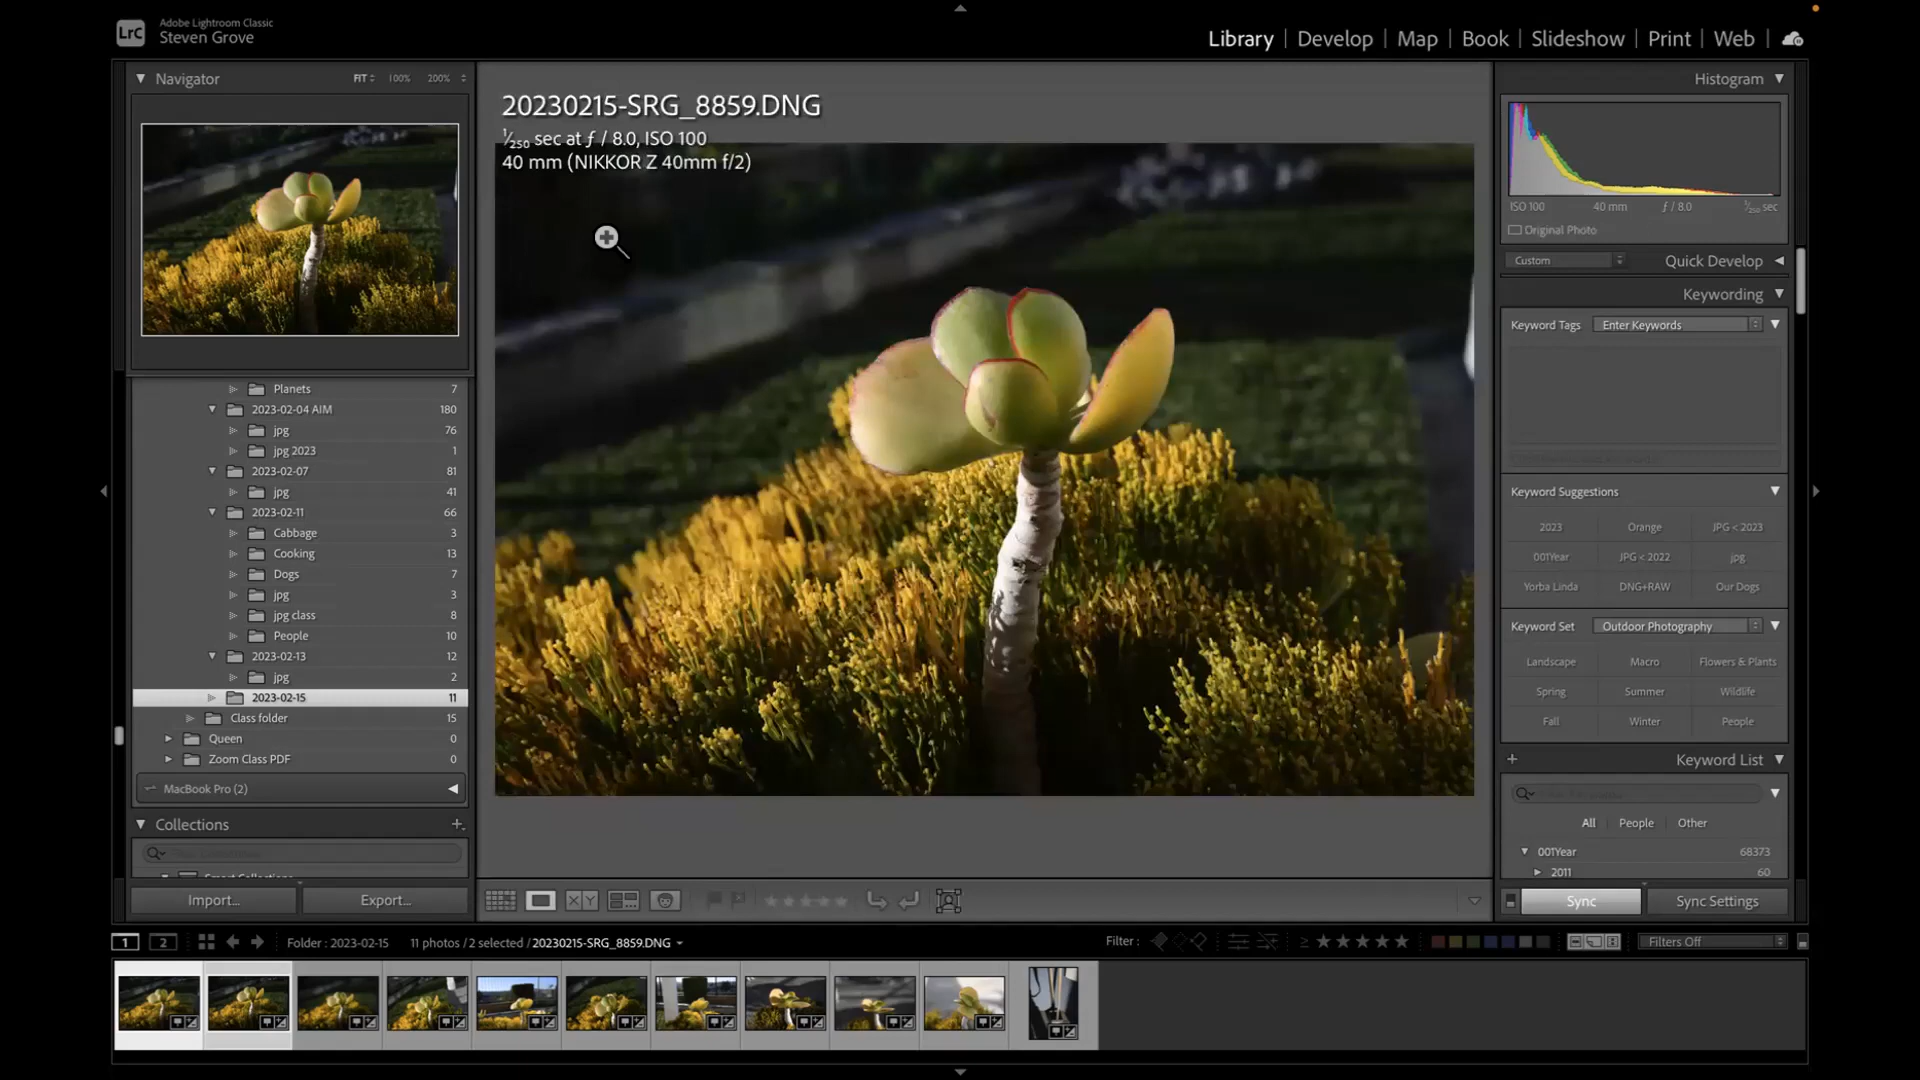 LrC
Adobe Lightroom Classic
Steven Grove
Library | Develop | Map | Book | Slideshow | Print | Web
Navigator FIT 100% 200%
Planets 7
2023-02-04 AIM 180
jpg 76
jpg 2023 1
2023-02-07 81
jpg 41
2023-02-11 66
Cabbage 3
Cooking 13
Dogs 7
jpg 3
jpg class 8
People 10
2023-02-13 12
jpg 2
2023-02-15 11
Class folder 15
Queen 0
Zoom Class PDF 0
MacBook Pro (2)
Collections
Import... Export...
20230215-SRG_8859.DNG
1/250 sec at ƒ / 8.0, ISO 100
40 mm (NIKKOR Z 40mm f/2)
Histogram
ISO 100 40 mm ƒ / 8.0 1/250 sec
Original Photo
Custom Quick Develop
Keywording
Keyword Tags Enter Keywords
Keyword Suggestions
2023 Orange JPG < 2023
001Year JPG < 2022 jpg
Yorba Linda DNG+RAW Our Dogs
Keyword Set Outdoor Photography
Landscape Macro Flowers & Plants
Spring Summer Wildlife
Fall Winter People
Keyword List
All People Other
001Year 68373
2011 60
Sync Sync Settings
X Y
1 2 Folder : 2023-02-15 11 photos / 2 selected / 20230215-SRG_8859.DNG Filter : ≥ Filters Off